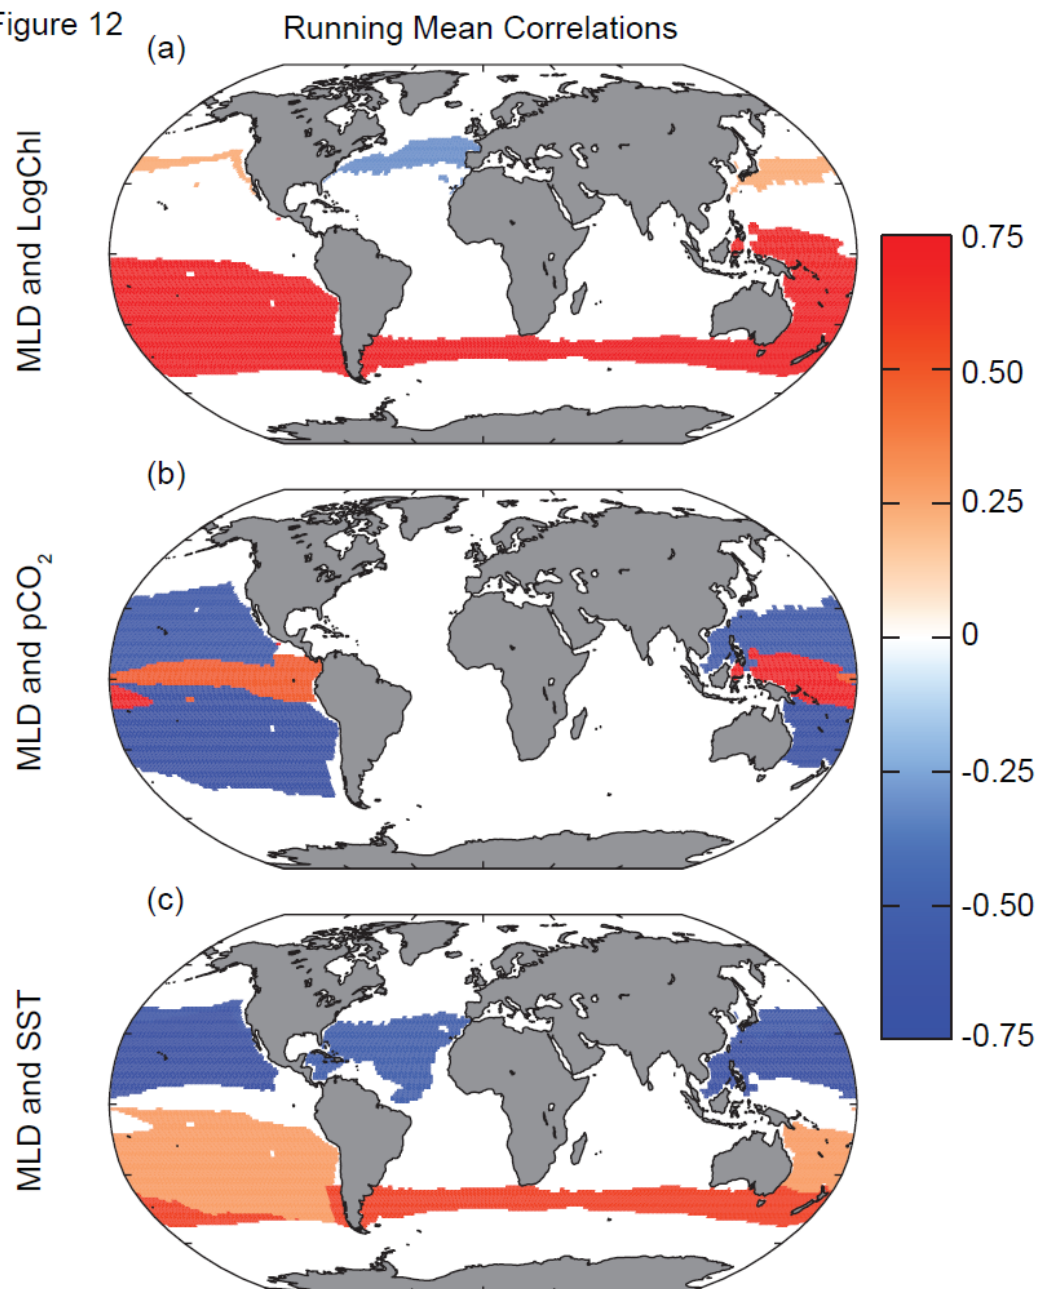 Figure 12
Running Mean Correlations
(a)
MLD and LogChl
(b)
MLD and pCO₂
(c)
MLD and SST
0.75
0.50
0.25
0
-0.25
-0.50
-0.75